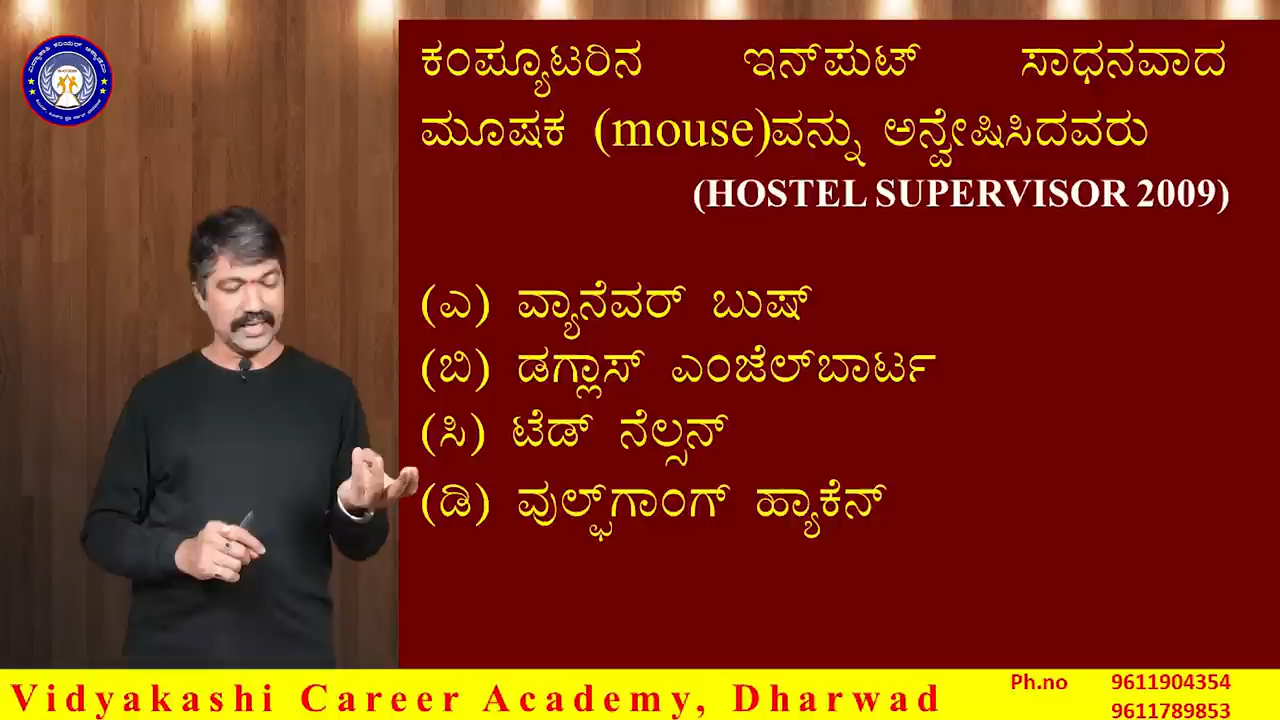 ಕಂಪ್ಯೂಟರಿನ ಇನ್‌ಪುಟ್ ಸಾಧನವಾದ
ಮೂಷಕ (mouse)ವನ್ನು ಅನ್ವೇಷಿಸಿದವರು
(HOSTEL SUPERVISOR 2009)
(ಎ) ವ್ಯಾನೆವರ್ ಬುಷ್
(ಬಿ) ಡಗ್ಲಾಸ್ ಎಂಜೆಲ್‌ಬಾರ್ಟ
(ಸಿ) ಟೆಡ್ ನೆಲ್ಸನ್
(ಡಿ) ವುಲ್ಫ್‌ಗಾಂಗ್ ಹ್ಯಾಕೆನ್
Vidyakashi Career Academy, Dharwad
Ph.no 9611904354
9611789853